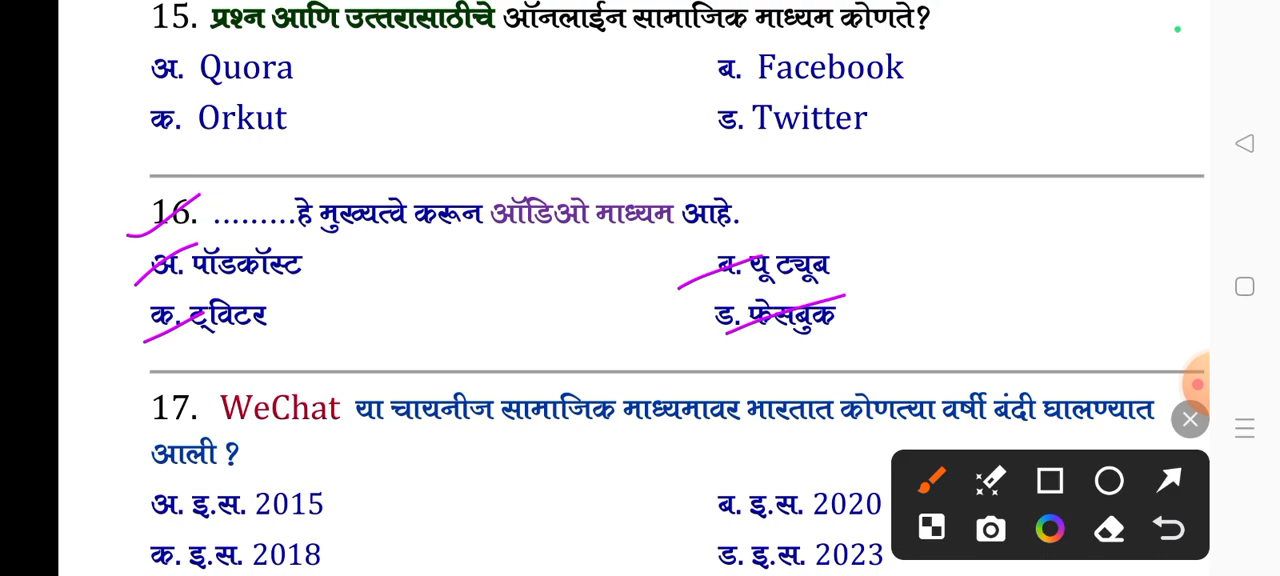 15. प्रश्न आणि उत्तरासाठीचे ऑनलाईन सामाजिक माध्यम कोणते?
अ. Quora ब. Facebook
क. Orkut ड. Twitter
16. .........हे मुख्यत्वे करून ऑडिओ माध्यम आहे.
अ. पॉडकॉस्ट ब. यू ट्यूब
क. ट्विटर ड. फेसबुक
17. WeChat या चायनीज सामाजिक माध्यमावर भारतात कोणत्या वर्षी बंदी घालण्यात
आली ?
अ. इ.स. 2015 ब. इ.स. 2020
क. इ.स. 2018 ड. इ.स. 2023